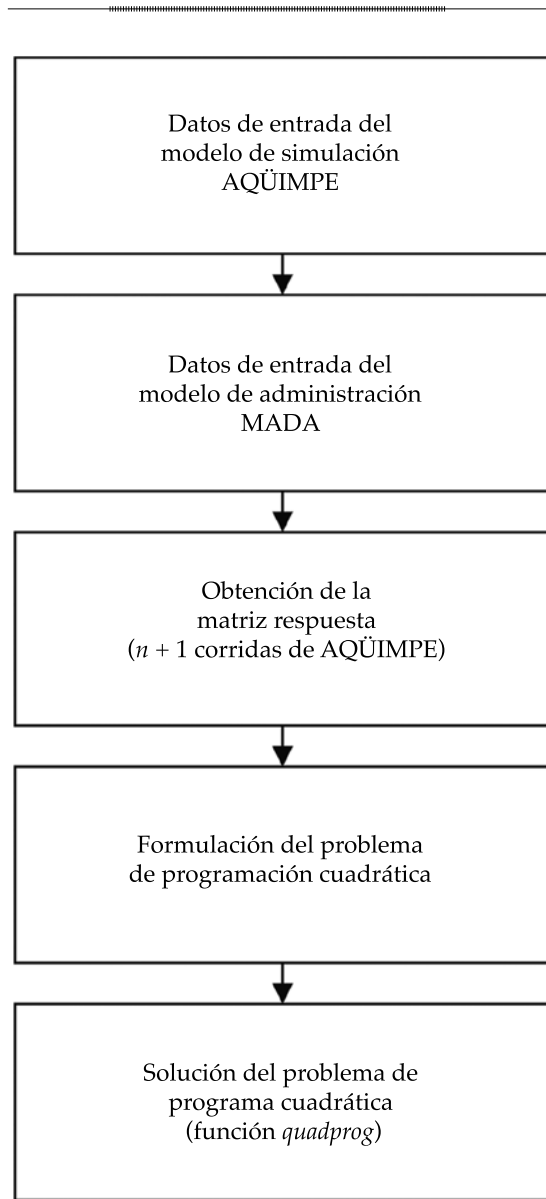 Datos de entrada del
modelo de simulación
AQÜIMPE
Datos de entrada del
modelo de administración
MADA
Obtención de la
matriz respuesta
(n + 1 corridas de AQÜIMPE)
Formulación del problema
de programación cuadrática
Solución del problema de
programa cuadrática
(función quadprog)